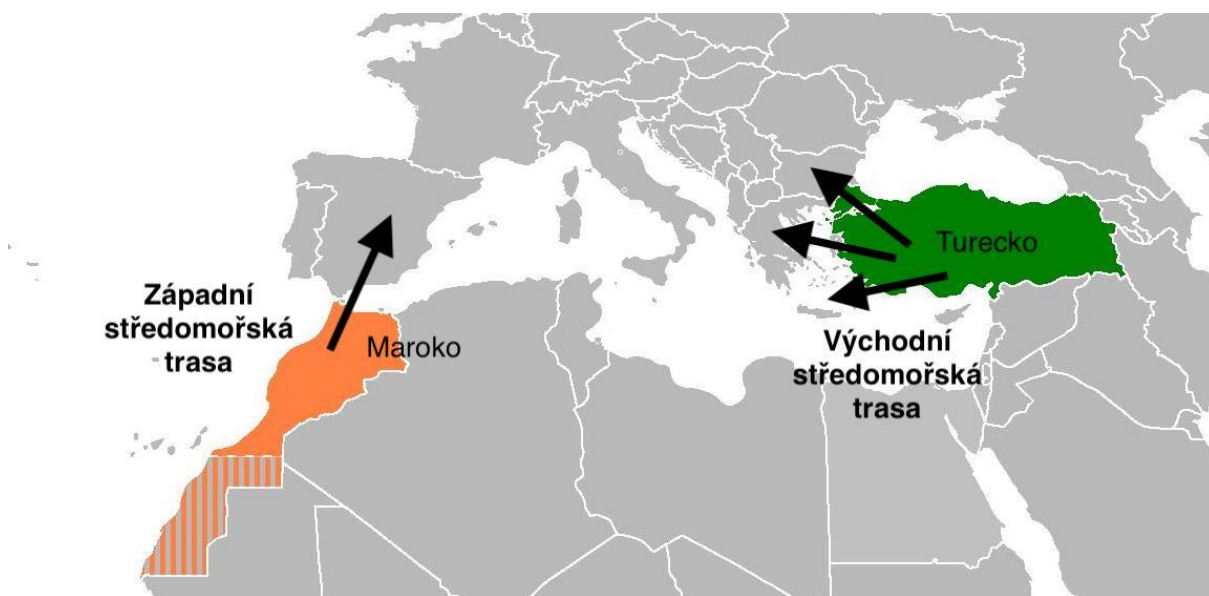 Západní
středomořská
trasa
Maroko
Turecko
Východní
středomořská
trasa